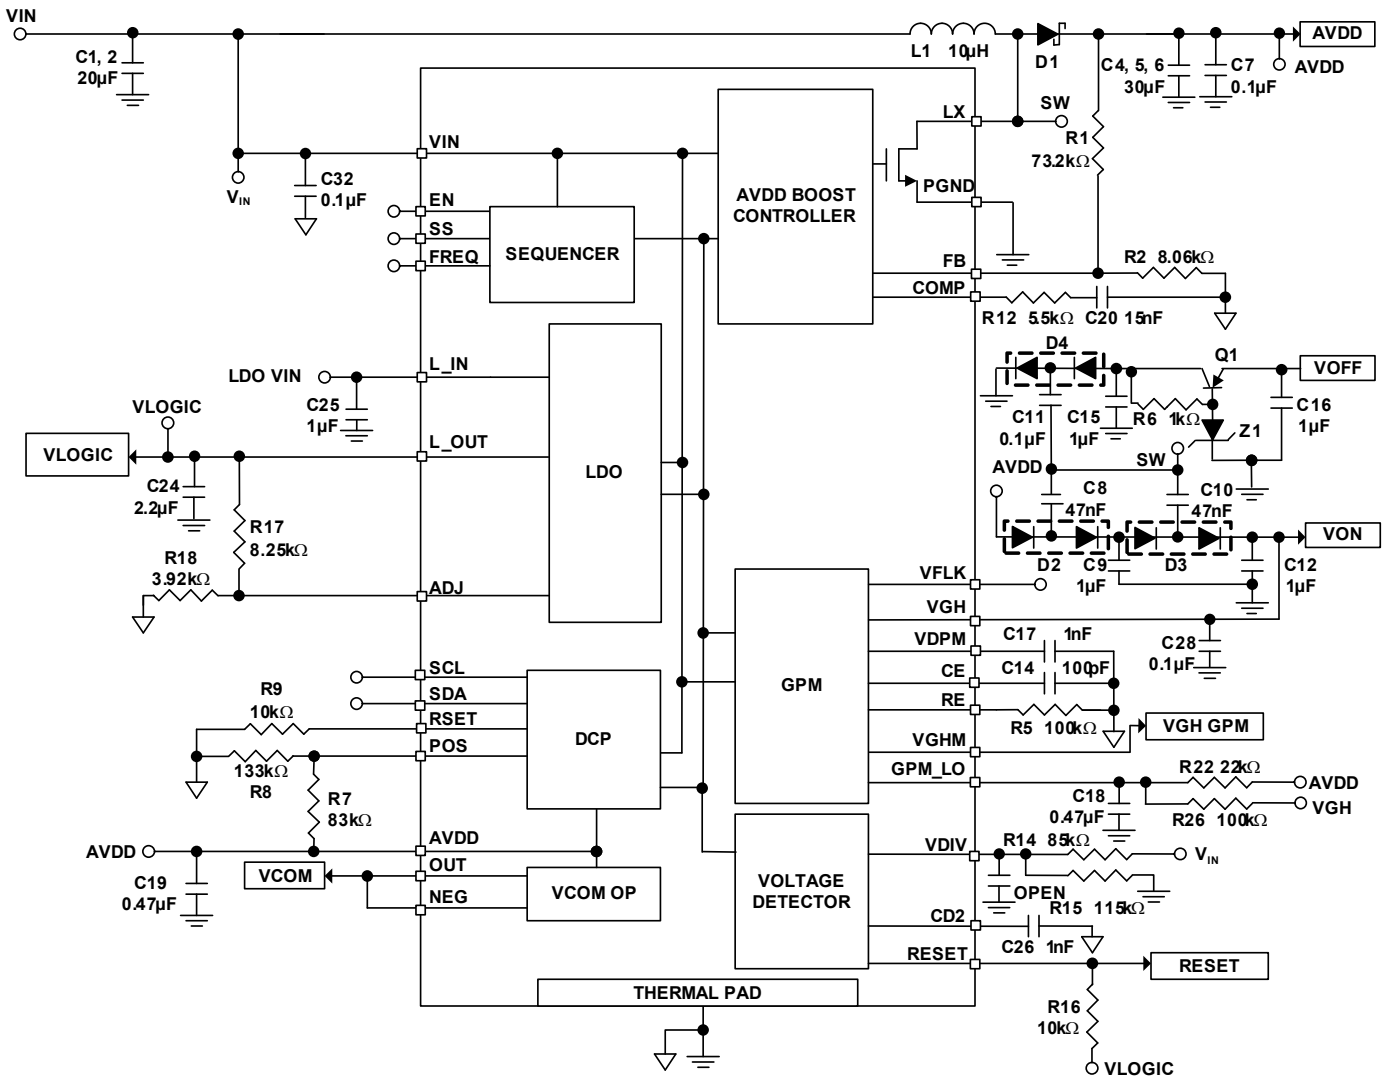 VIN
C1, 2
20µF
L1 10µH
D1
AVDD
AVDD
C4, 5, 6
30µF
C7
0.1µF
SW
R1
73.2kΩ
LX
PGND
VIN
C32
0.1µF
VIN
EN
SS
FREQ
SEQUENCER
AVDD BOOST
CONTROLLER
FB
COMP
R2 8.06kΩ
R12 5.5kΩ C20 15nF
D4
Q1
VOFF
LDO VIN
L_IN
C25
1µF
VLOGIC
VLOGIC
L_OUT
LDO
C11
0.1µF
C15
1µF
R6 1kΩ
Z1
C16
1µF
AVDD
SW
C24
2.2µF
C8
47nF
C10
47nF
R17
8.25kΩ
VON
R18
3.92kΩ
D2
C9
1µF
D3
C12
1µF
ADJ
VFLK
VGH
VDPM
CE
RE
VGHM
GPM_LO
GPM
C17 1nF
C14 100pF
R5 100kΩ
C28
0.1µF
VGH GPM
SCL
SDA
RSET
POS
DCP
R9
10kΩ
133kΩ
R8
R7
83kΩ
R22 22kΩ
AVDD
R26 100kΩ
VGH
C18
0.47µF
AVDD
AVDD
OUT
NEG
VCOM
VCOM OP
C19
0.47µF
VOLTAGE
DETECTOR
VDIV
R14 85kΩ
VIN
OPEN
R15 115kΩ
CD2
C26 1nF
RESET
RESET
THERMAL PAD
R16
10kΩ
VLOGIC